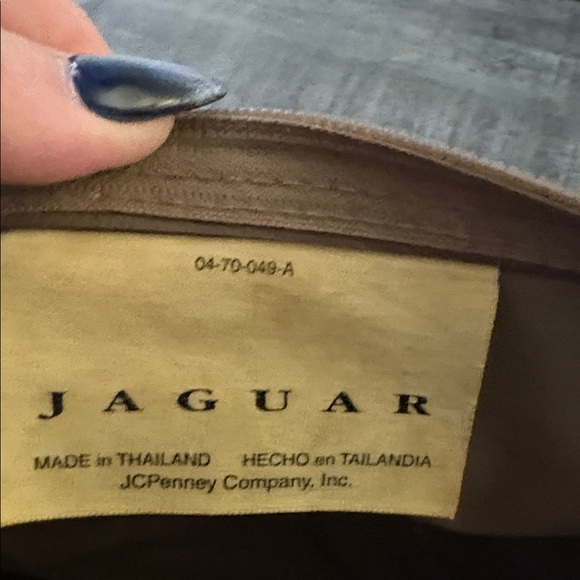 04-70-049-A
JAGUAR
MADE in THAILAND HECHO en TAILANDIA
JCPenney Company, Inc.